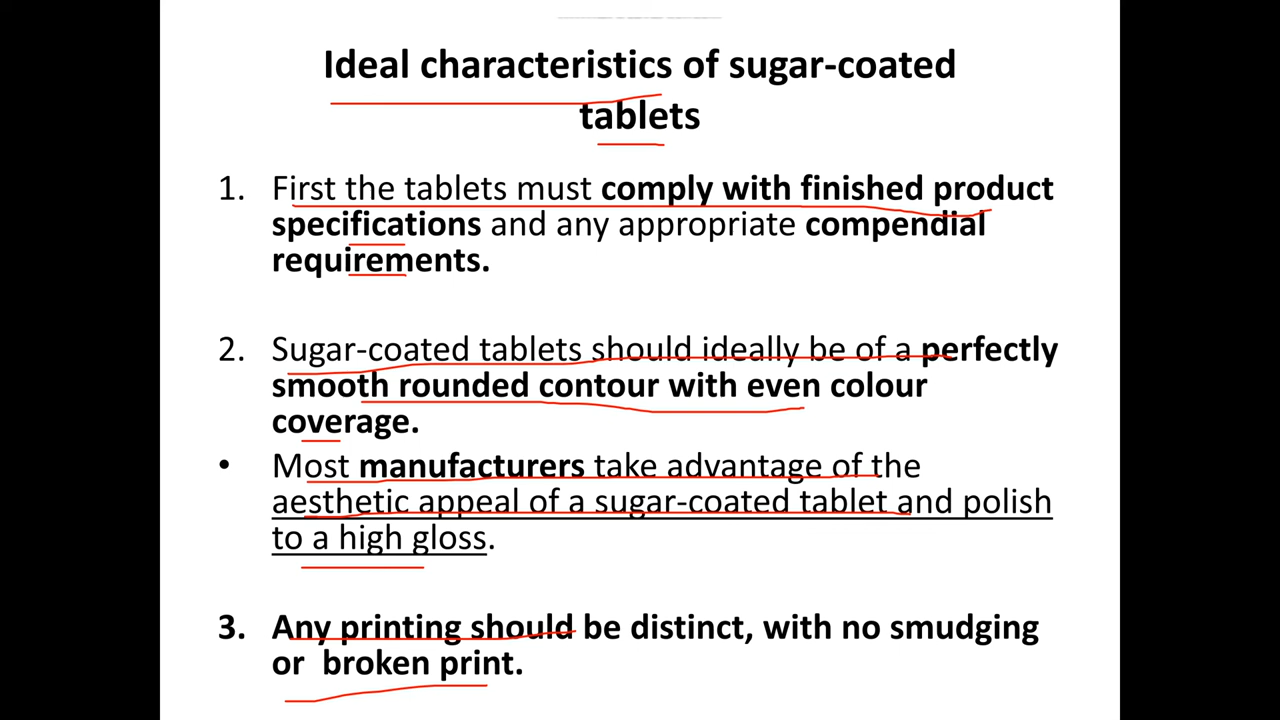 Ideal characteristics of sugar-coated
tablets
1. First the tablets must comply with finished product
specifications and any appropriate compendial
requirements.
2. Sugar-coated tablets should ideally be of a perfectly
smooth rounded contour with even colour
coverage.
• Most manufacturers take advantage of the
aesthetic appeal of a sugar-coated tablet and polish
to a high gloss.
3. Any printing should be distinct, with no smudging
or broken print.